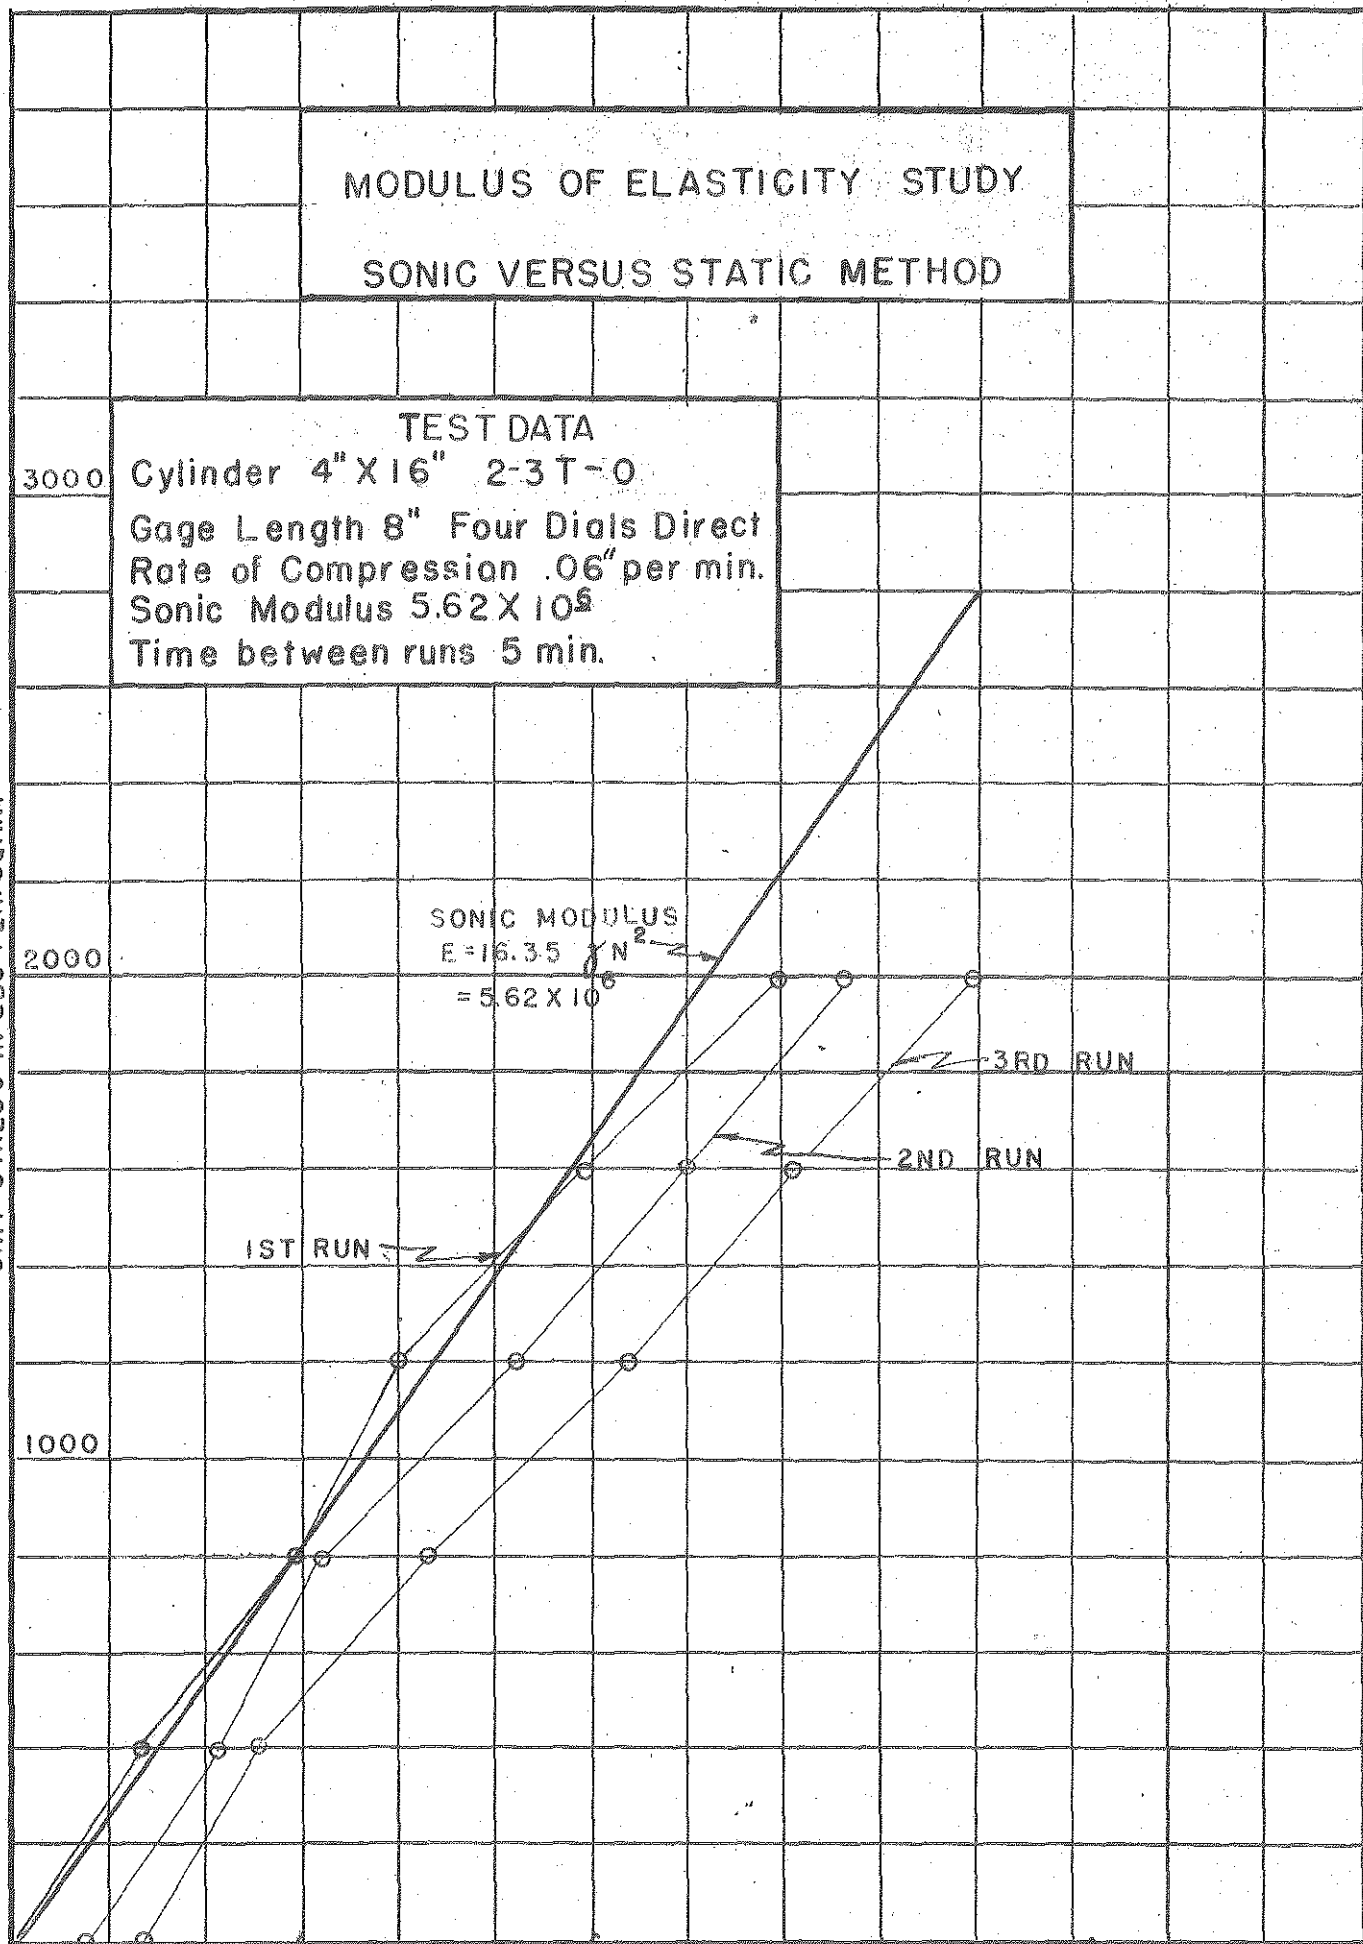 MODULUS OF ELASTICITY STUDY
SONIC VERSUS STATIC METHOD
TEST DATA
Cylinder 4" X 16" 2-3 T-0
Gage Length 8" Four Dials Direct
Rate of Compression .06" per min.
Sonic Modulus 5.62 X 10⁶
Time between runs 5 min.
3000
SONIC MODULUS
E = 16.35 γ N²
= 5.62 X 10⁶
2000
3RD RUN
2ND RUN
1ST RUN
1000